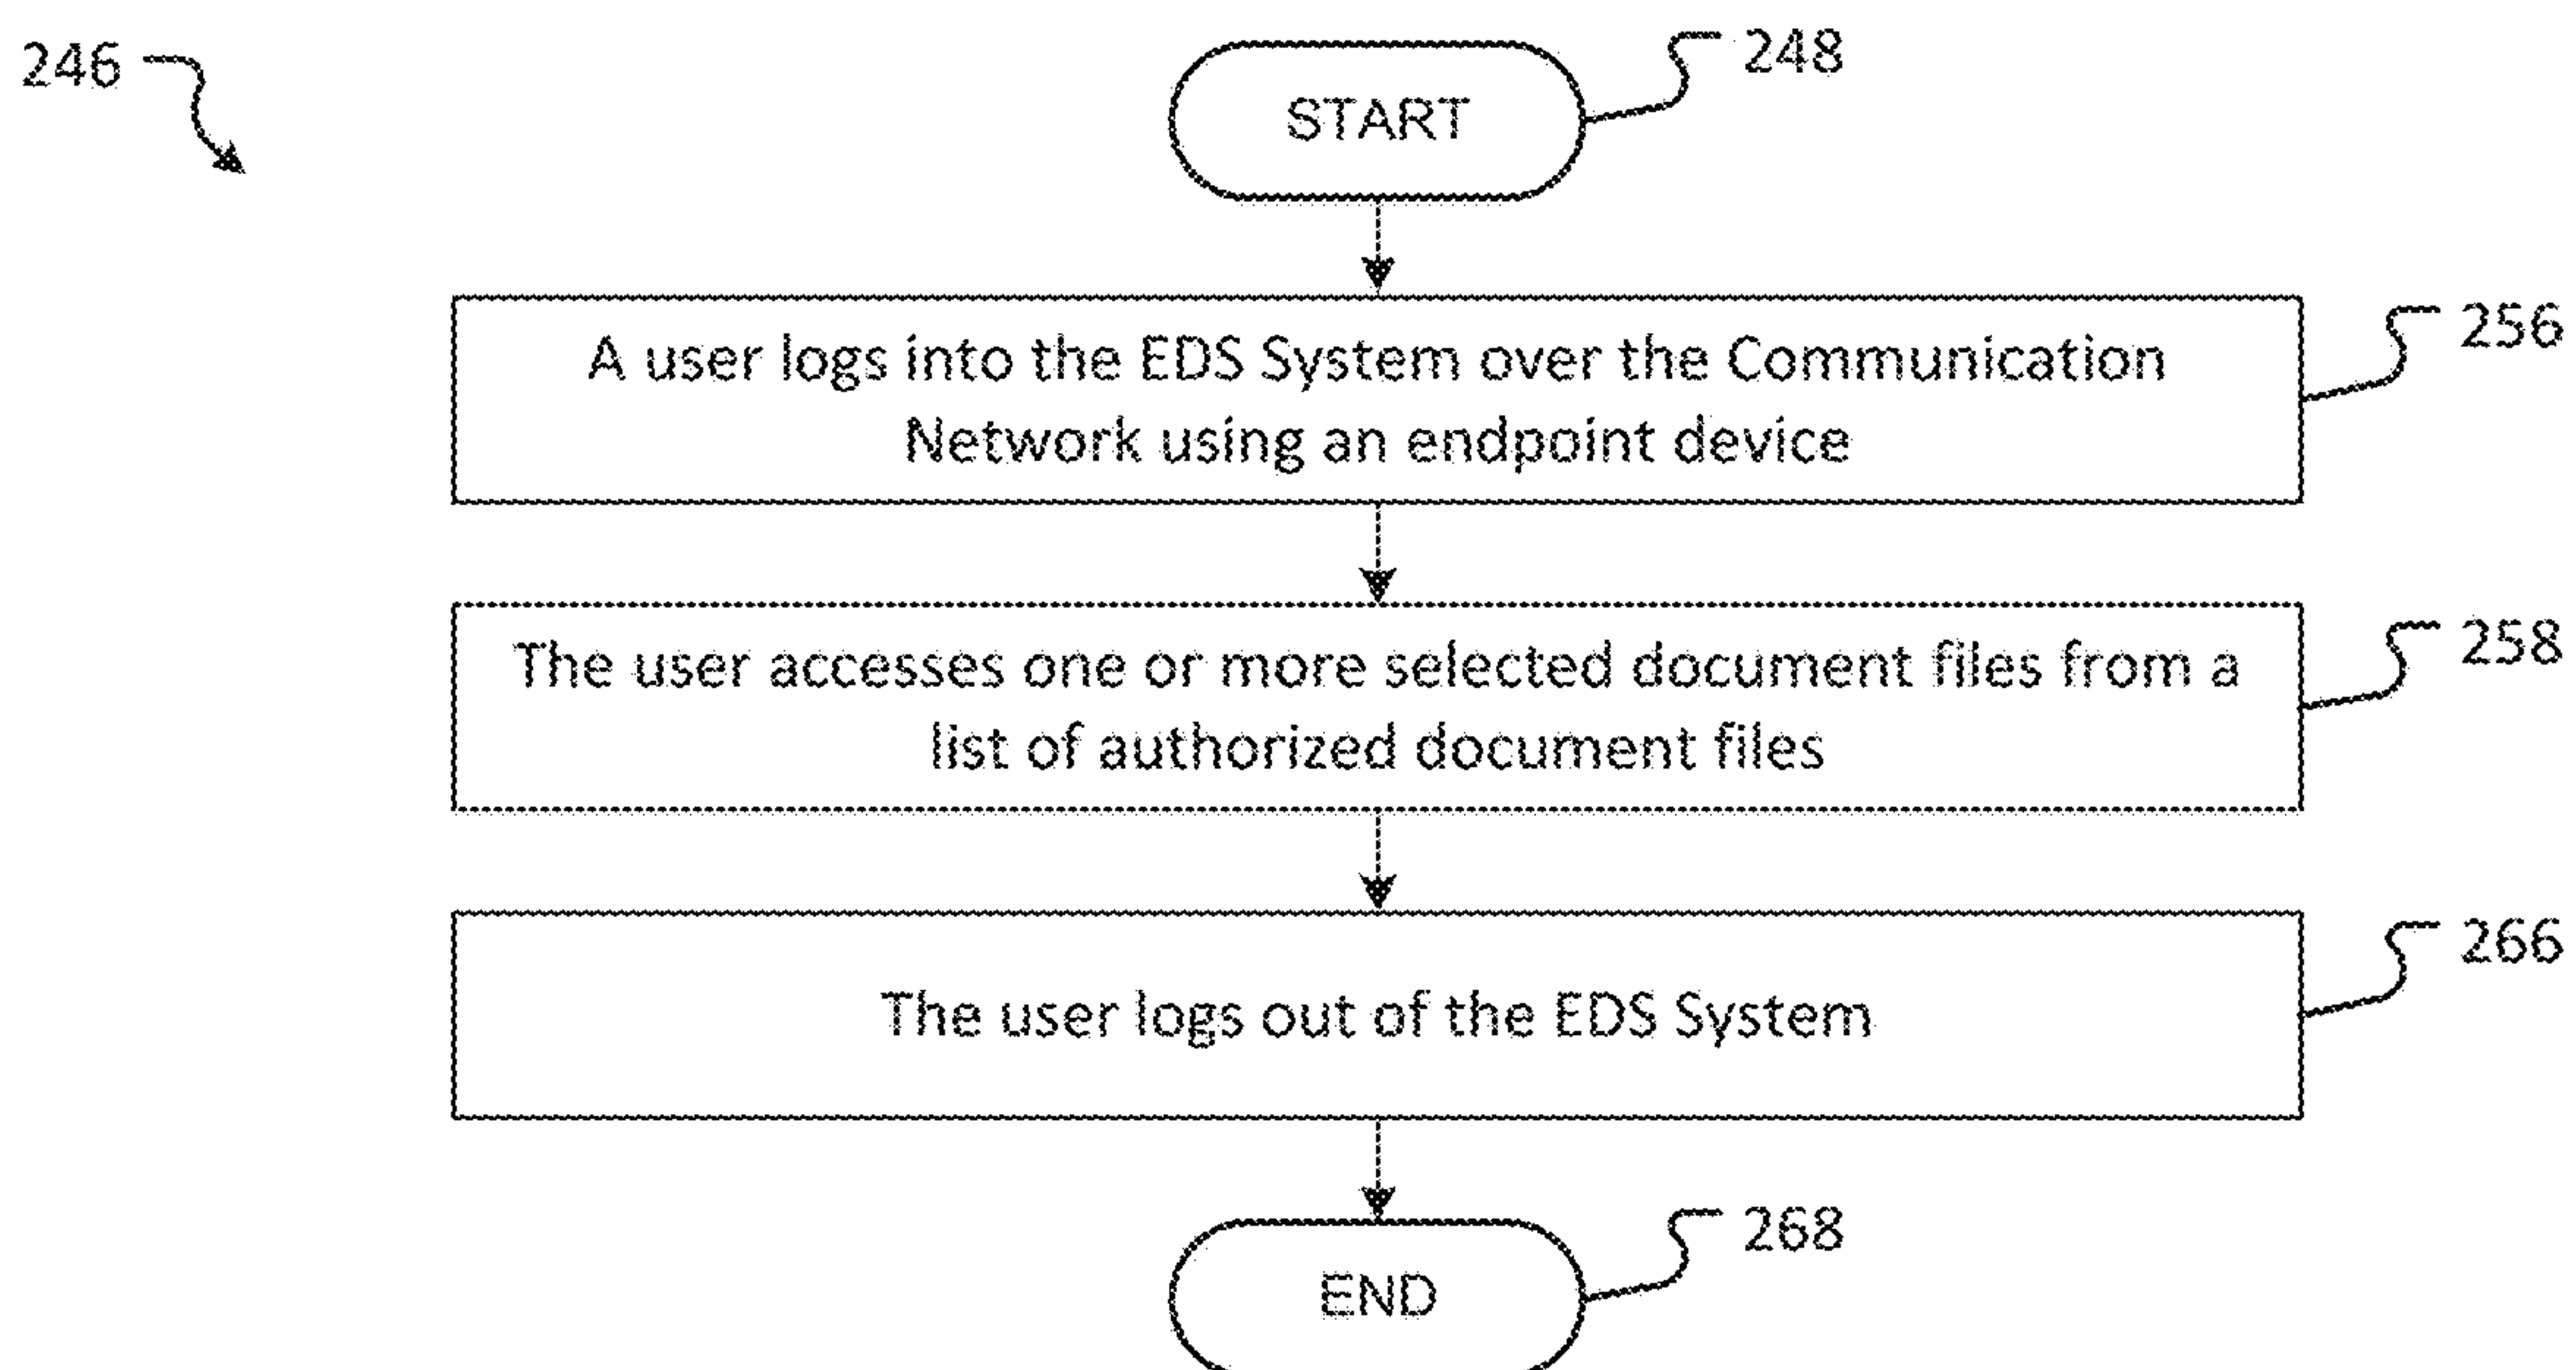 246
START
248
A user logs into the EDS System over the Communication
Network using an endpoint device
256
The user accesses one or more selected document files from a
list of authorized document files
258
The user logs out of the EDS System
266
END
268